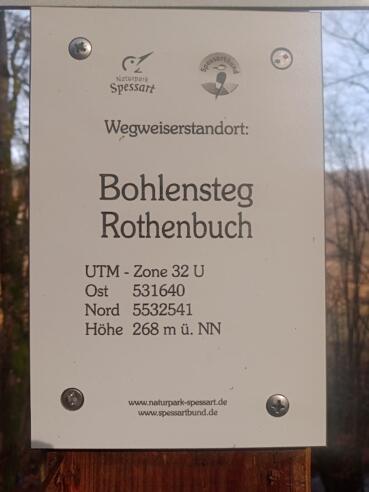 Naturpark
Spessart
Spessartbund
Wegweiserstandort:
Bohlensteg
Rothenbuch
UTM - Zone 32 U
Ost 531640
Nord 5532541
Höhe 268 m ü. NN
www.naturpark-spessart.de
www.spessartbund.de